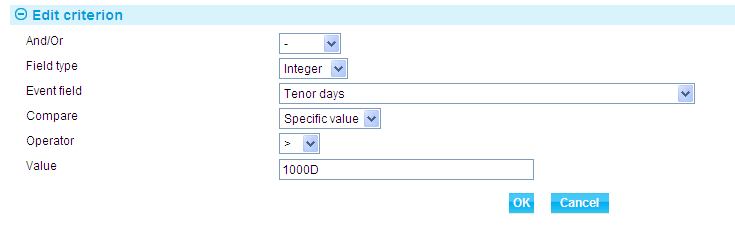 Edit criterion
And/Or -
Field type Integer
Event field Tenor days
Compare Specific value
Operator >
Value 1000D
OK Cancel